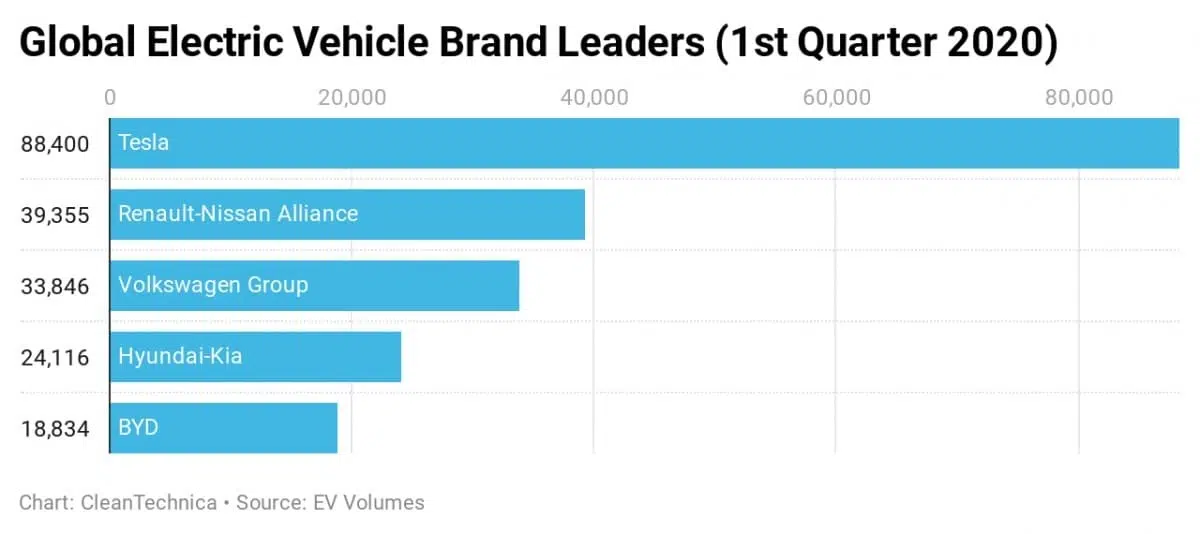 Global Electric Vehicle Brand Leaders (1st Quarter 2020)
0 20,000 40,000 60,000 80,000
88,400 Tesla
39,355 Renault-Nissan Alliance
33,846 Volkswagen Group
24,116 Hyundai-Kia
18,834 BYD
Chart: CleanTechnica • Source: EV Volumes